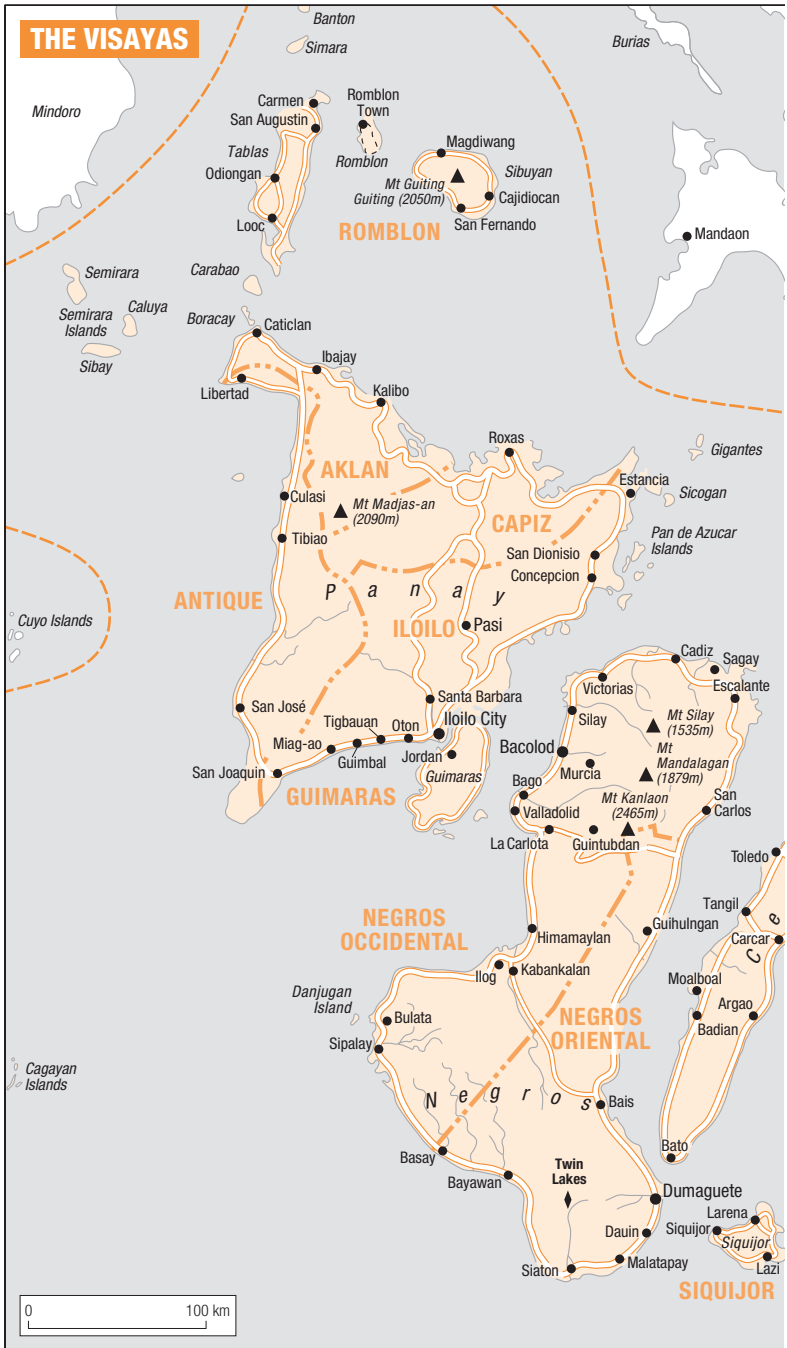 THE VISAYAS
Banton
Simara
Burias
Mindoro
Carmen
San Augustin
Romblon
Town
Tablas
Romblon
Magdiwang
Sibuyan
Odiongan
Mt Guiting
Guiting (2050m)
Cajidiocan
Looc
San Fernando
ROMBLON
Mandaon
Semirara
Carabao
Semirara
Islands
Caluya
Boracay
Caticlan
Sibay
Ibajay
Libertad
Kalibo
Roxas
Gigantes
AKLAN
Estancia
Sicogan
Culasi
Mt Madjas-an
(2090m)
CAPIZ
Tibiao
San Dionisio
Pan de Azucar
Islands
Concepcion
ANTIQUE
Panay
Cuyo Islands
ILOILO
Pasi
Cadiz
Sagay
Victorias
Escalante
San José
Santa Barbara
Silay
Mt Silay
(1535m)
Tigbauan
Oton
Iloilo City
Miag-ao
Guimbal
Jordan
Bacolod
Mt
Mandalagan
(1879m)
San Joaquin
Guimaras
Murcia
GUIMARAS
Bago
Mt Kanlaon
(2465m)
San
Carlos
Valladolid
La Carlota
Guintubdan
Toledo
Tangil
NEGROS
OCCIDENTAL
Himamaylan
Guihulngan
Carcar
Ce
Ilog
Kabankalan
Moalboal
Danjugan
Island
Argao
Bulata
NEGROS
ORIENTAL
Badian
Sipalay
Cagayan
Islands
Negros
Bais
Basay
Bato
Bayawan
Twin
Lakes
Dumaguete
Larena
Siquijor
Dauin
Siquijor
Malatapay
Siaton
Lazi
SIQUIJOR
0 100 km